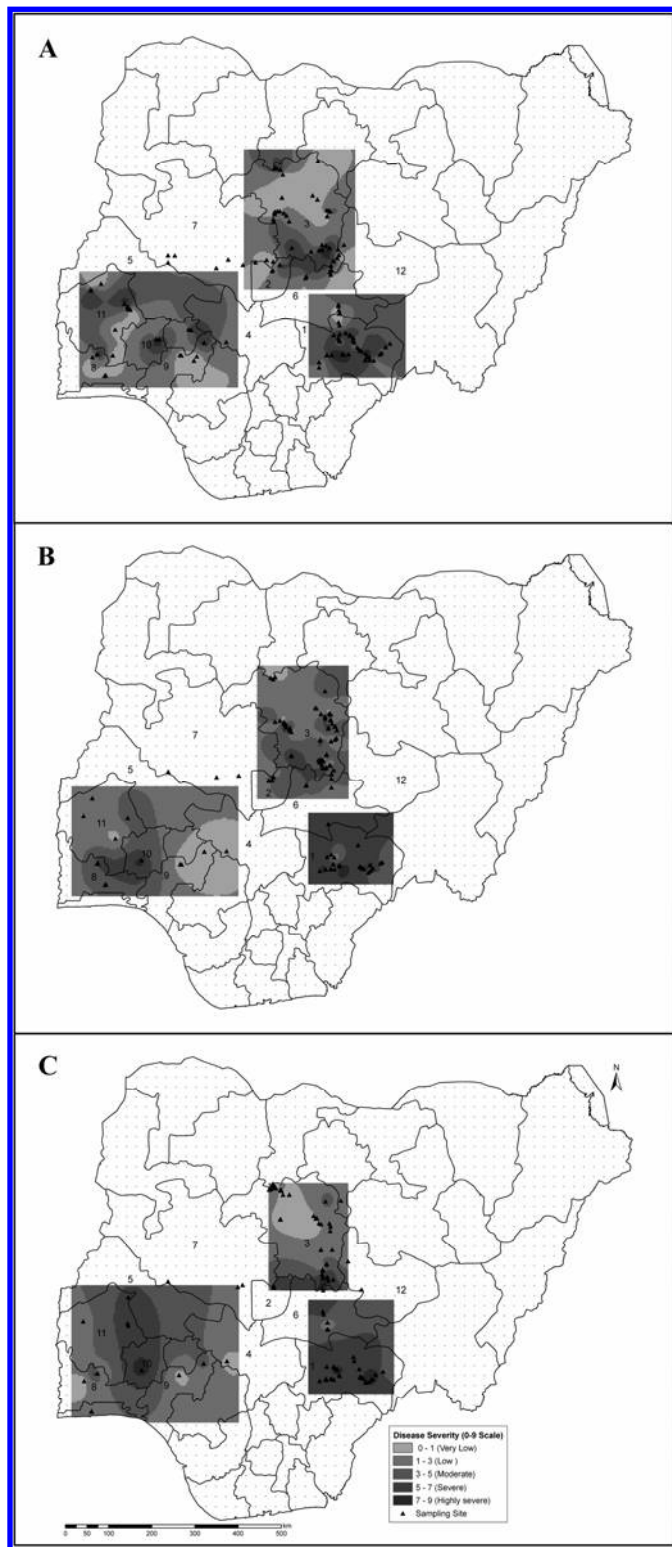 A
7
3
5
2
12
6
11
1
4
10
8
9
B
7
3
5
2
12
6
11
4
10
1
8
9
C
N
7
3
5
2
12
6
11
4
10
1
8
9
Disease Severity (0-9 Scale)
0 - 1 (Very Low)
1 - 3 (Low )
3 - 5 (Moderate)
5 - 7 (Severe)
7 - 9 (Highly severe)
Sampling Site
km
0 50 100 200 300 400 500